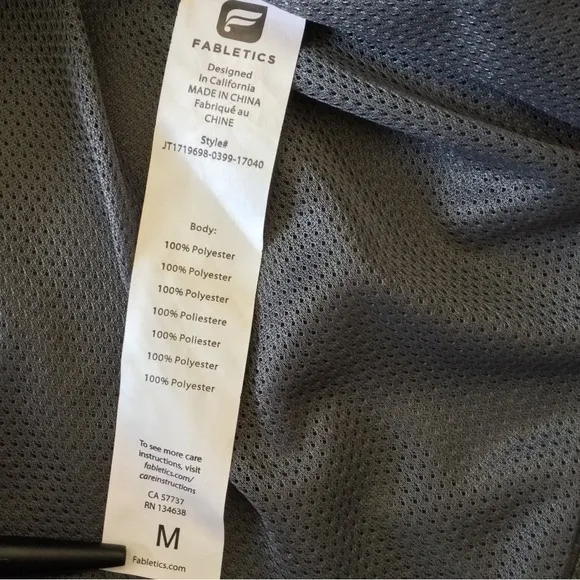 FABLETICS
Designed
in California
MADE IN CHINA
Fabriqué au
CHINE
Style#
JT1719698-0399-17040
Body:
100% Polyester
100% Polyester
100% Polyester
100% Poliestere
100% Poliester
100% Polyester
100% Polyester
To see more care
instructions, visit
fabletics.com/
careinstructions
CA 57737
RN 134638
M
Fabletics.com